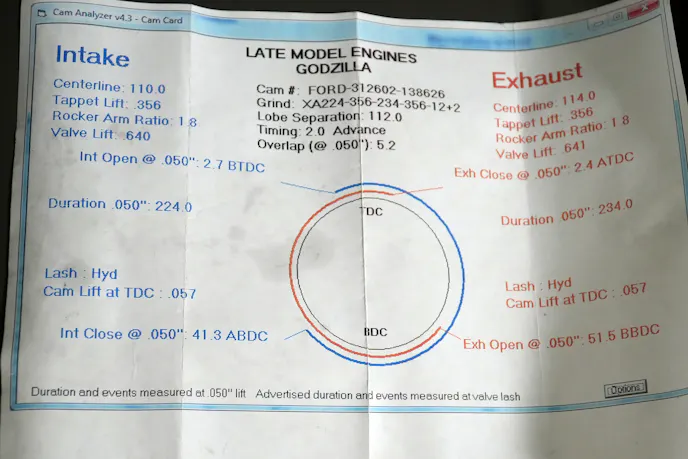 Cam Analyzer v4.3 - Cam Card
LATE MODEL ENGINES
GODZILLA
Cam #: FORD-312602-138626
Grind: XA224-356-234-356-12+2
Lobe Separation: 112.0
Timing: 2.0 Advance
Overlap (@ .050"): 5.2
Intake
Centerline: 110.0
Tappet Lift: .356
Rocker Arm Ratio: 1.8
Valve Lift: .640
Int Open @ .050": 2.7 BTDC
Duration .050": 224.0
Lash : Hyd
Cam Lift at TDC : .057
Int Close @ .050": 41.3 ABDC
Exhaust
Centerline: 114.0
Tappet Lift: .356
Rocker Arm Ratio: 1.8
Valve Lift: .641
Exh Close @ .050": 2.4 ATDC
Duration .050": 234.0
Lash : Hyd
Cam Lift at TDC : .057
Exh Open @ .050": 51.5 BBDC
TDC
BDC
Duration and events measured at .050" lift Advertised duration and events measured at valve lash
Options